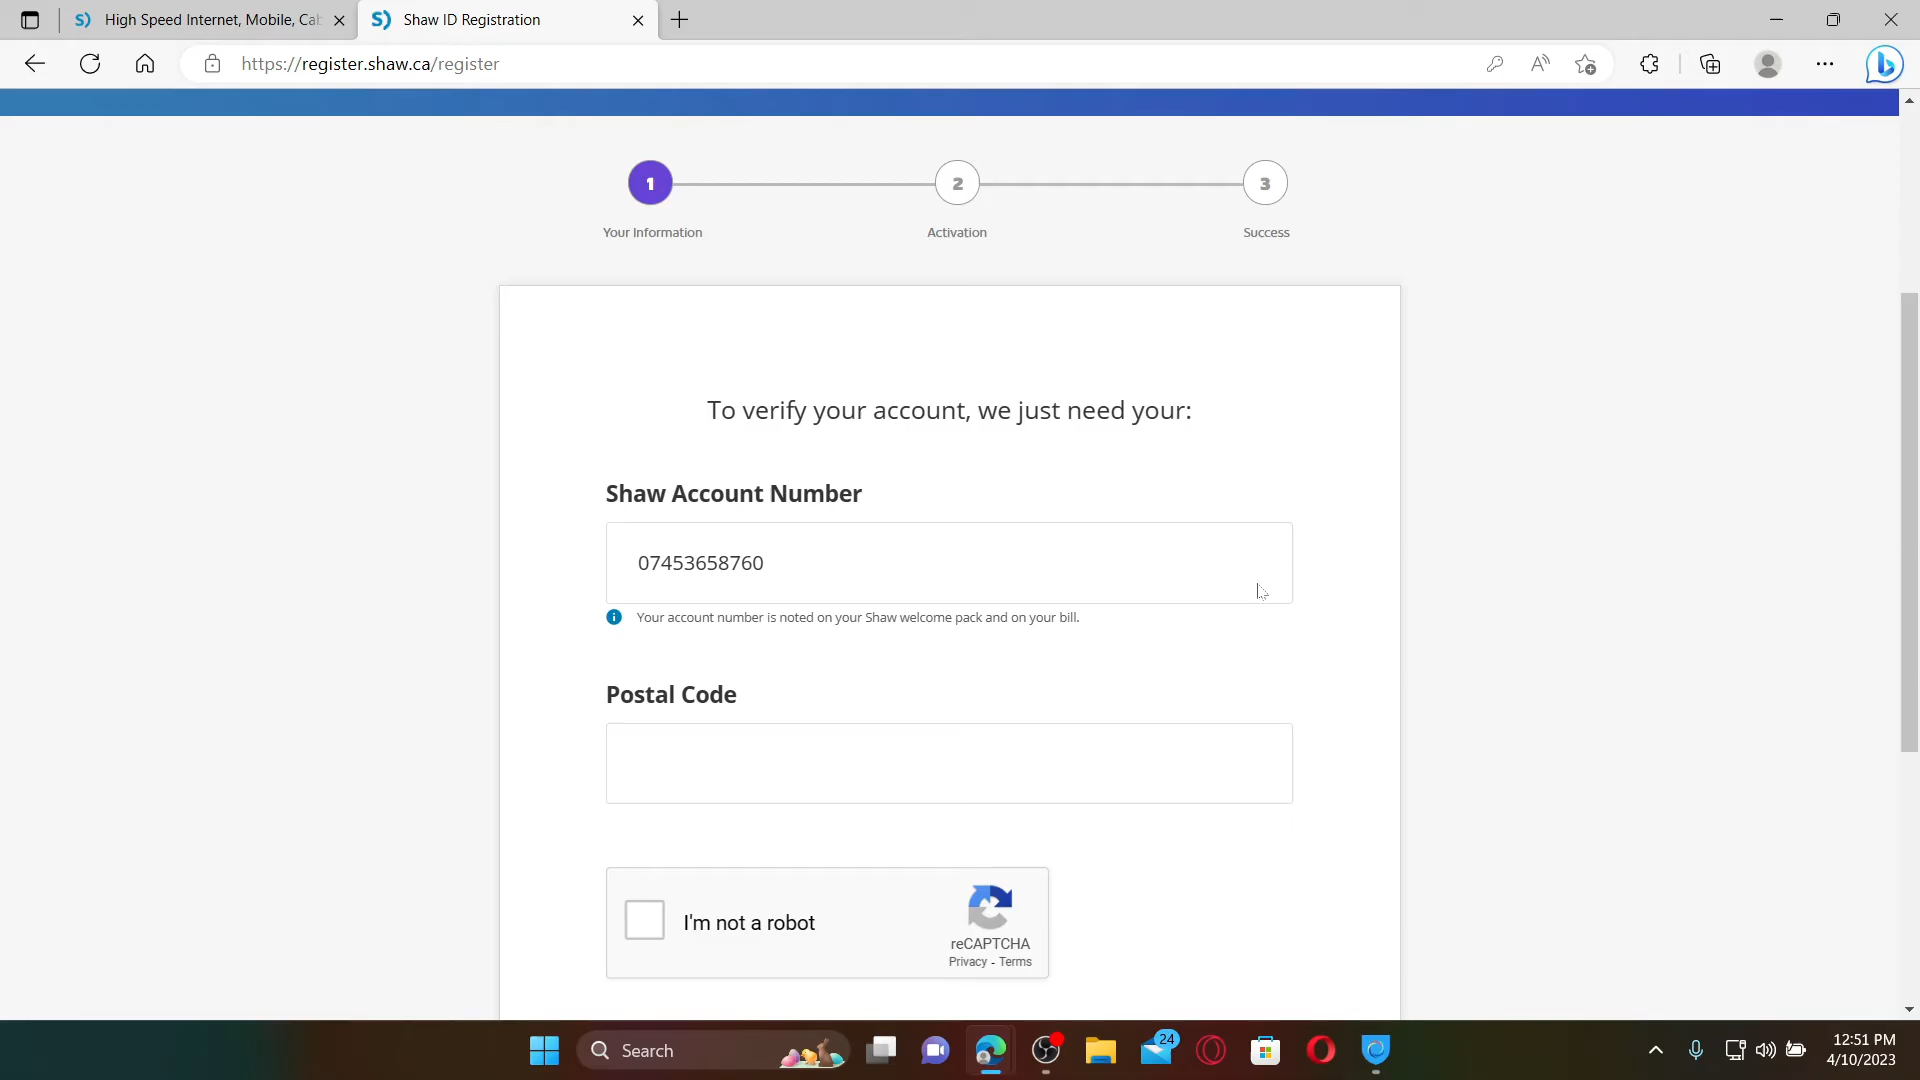 High Speed Internet, Mobile, Cab
Shaw ID Registration
https://register.shaw.ca/register
1
2
3
Your Information
Activation
Success
To verify your account, we just need your:
Shaw Account Number
07453658760
Your account number is noted on your Shaw welcome pack and on your bill.
Postal Code
I'm not a robot
reCAPTCHA
Privacy - Terms
Search
24
12:51 PM
4/10/2023